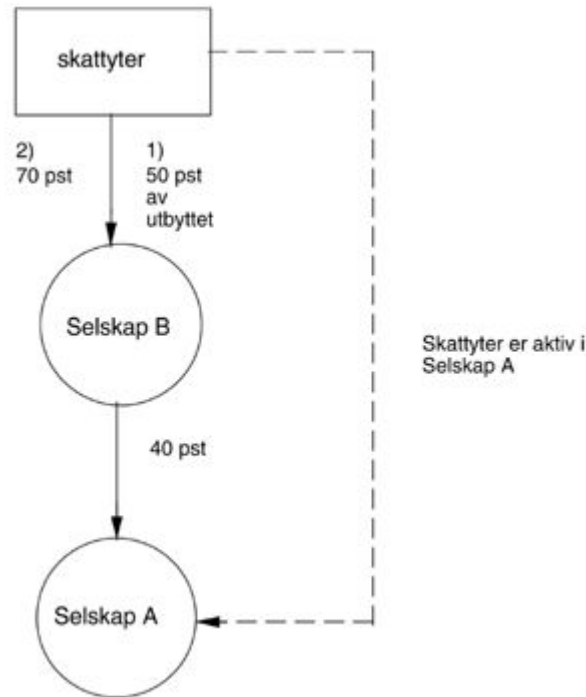 skattyter
2)
70 pst
1)
50 pst
av
utbyttet
Selskap B
Skattyter er aktiv i
Selskap A
40 pst
Selskap A